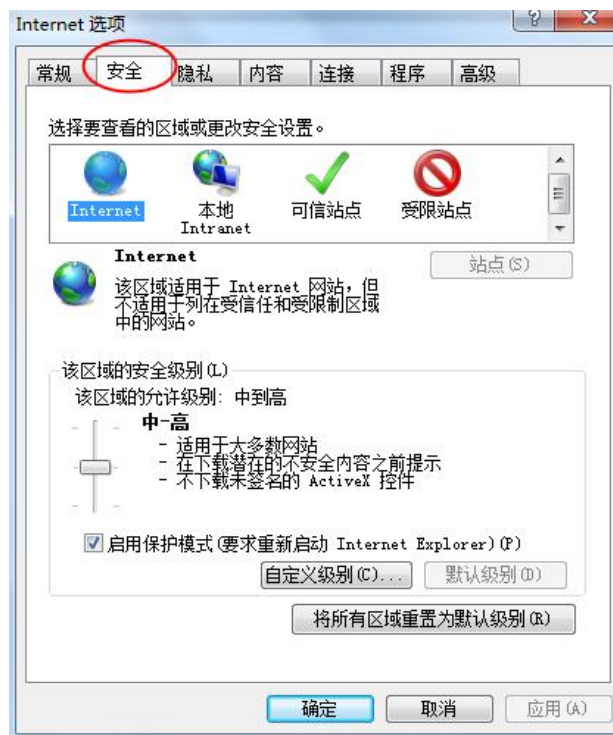 Internet 选项
常规 安全 隐私 内容 连接 程序 高级
选择要查看的区域或更改安全设置。
Internet 本地 可信站点 受限站点
Intranet
Internet
站点(S)
该区域适用于 Internet 网站，但
不适用于列在受信任和受限制区域
中的网站。
该区域的安全级别(L)
该区域的允许级别: 中到高
中-高
- 适用于大多数网站
- 在下载潜在的不安全内容之前提示
- 不下载未签名的 ActiveX 控件
启用保护模式(要求重新启动 Internet Explorer)(P)
自定义级别(C)... 默认级别(D)
将所有区域重置为默认级别(R)
确定 取消 应用(A)